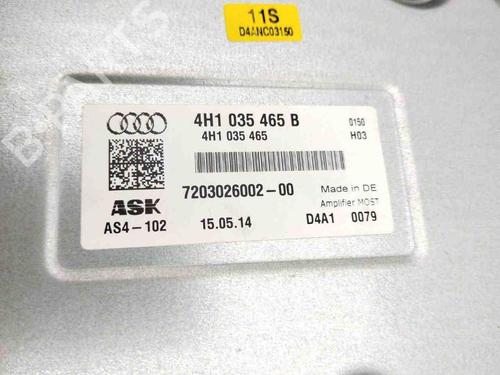 11S
D4ANC03150
4H1 035 465 B
0150
4H1 035 465
H03
7203026002-00
Made in DE
ASK
Amplifier MOST
AS4-102
15.05.14
D4A1
0079